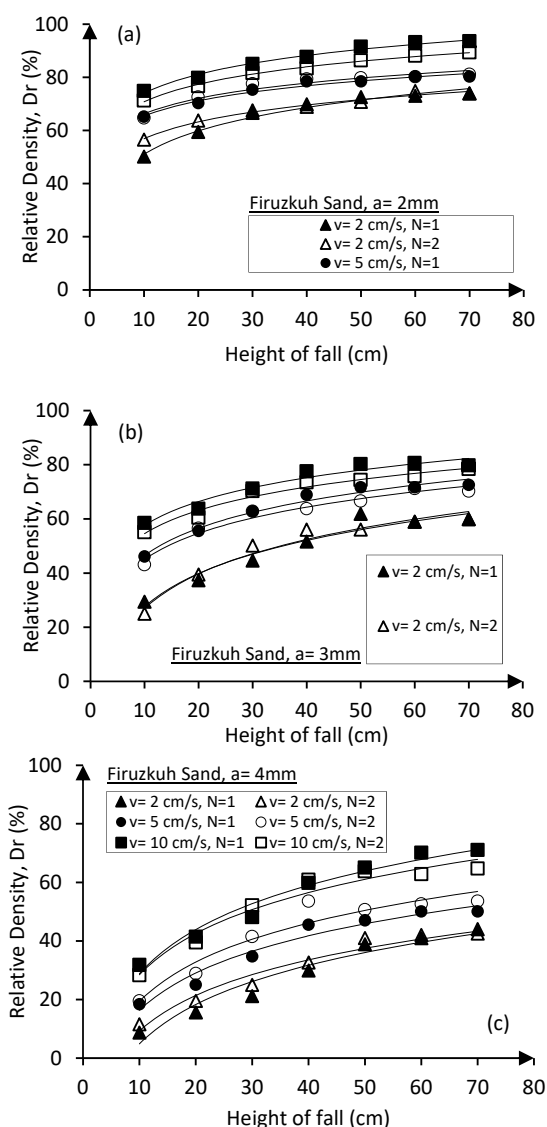 (a)
Relative Density, Dr (%)
100
80
60
40
20
0
Firuzkuh Sand, a= 2mm
v= 2 cm/s, N=1
v= 2 cm/s, N=2
v= 5 cm/s, N=1
0 10 20 30 40 50 60 70 80
Height of fall (cm)
(b)
Relative Density, Dr (%)
100
80
60
40
20
0
v= 2 cm/s, N=1
v= 2 cm/s, N=2
Firuzkuh Sand, a= 3mm
0 10 20 30 40 50 60 70 80
Height of fall (cm)
Relative Density, Dr (%)
100
80
60
40
20
0
Firuzkuh Sand, a= 4mm
v= 2 cm/s, N=1 v= 2 cm/s, N=2
v= 5 cm/s, N=1 v= 5 cm/s, N=2
v= 10 cm/s, N=1 v= 10 cm/s, N=2
(c)
0 10 20 30 40 50 60 70 80
Height of fall (cm)